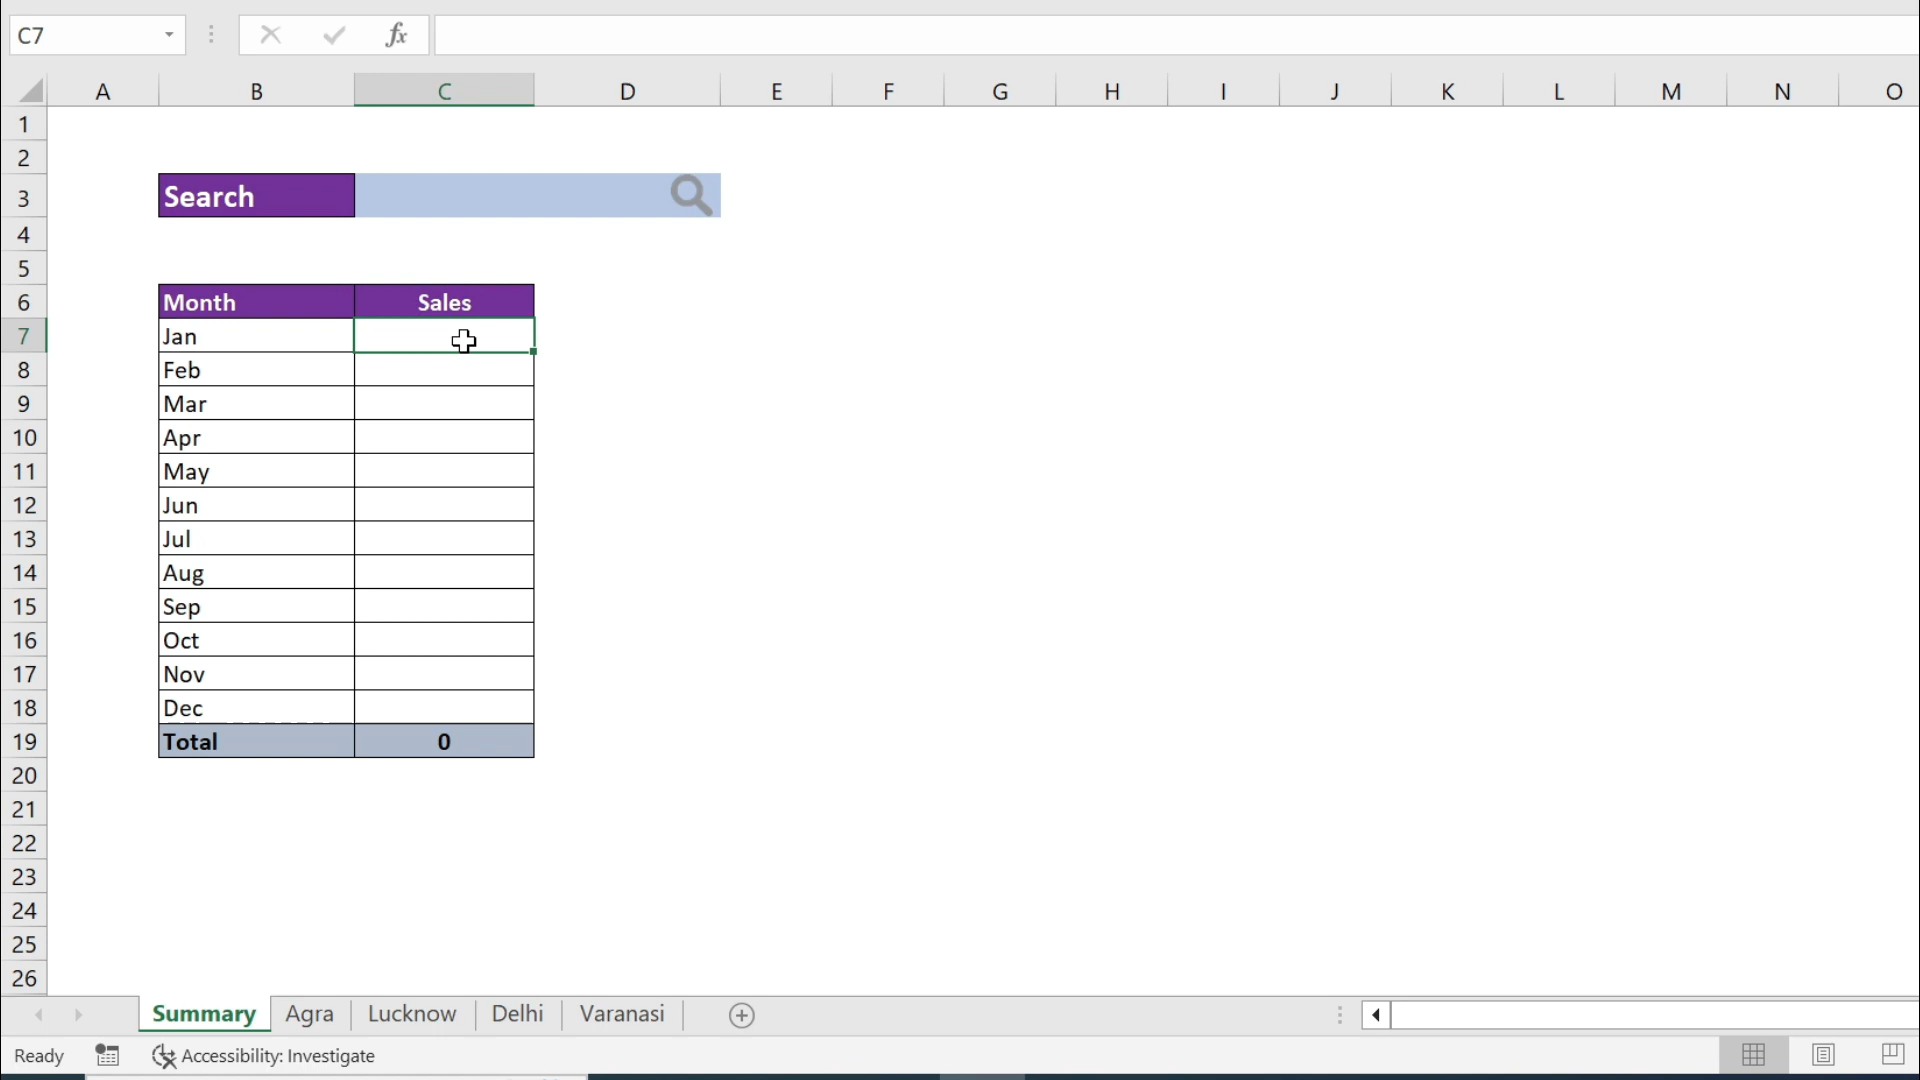 C7
fx
A B C D E F G H I J K L M N O
1
2
3 Search
4
5
6 Month Sales
7 Jan
8 Feb
9 Mar
10 Apr
11 May
12 Jun
13 Jul
14 Aug
15 Sep
16 Oct
17 Nov
18 Dec
19 Total 0
20
21
22
23
24
25
26
Summary Agra Lucknow Delhi Varanasi
Ready Accessibility: Investigate